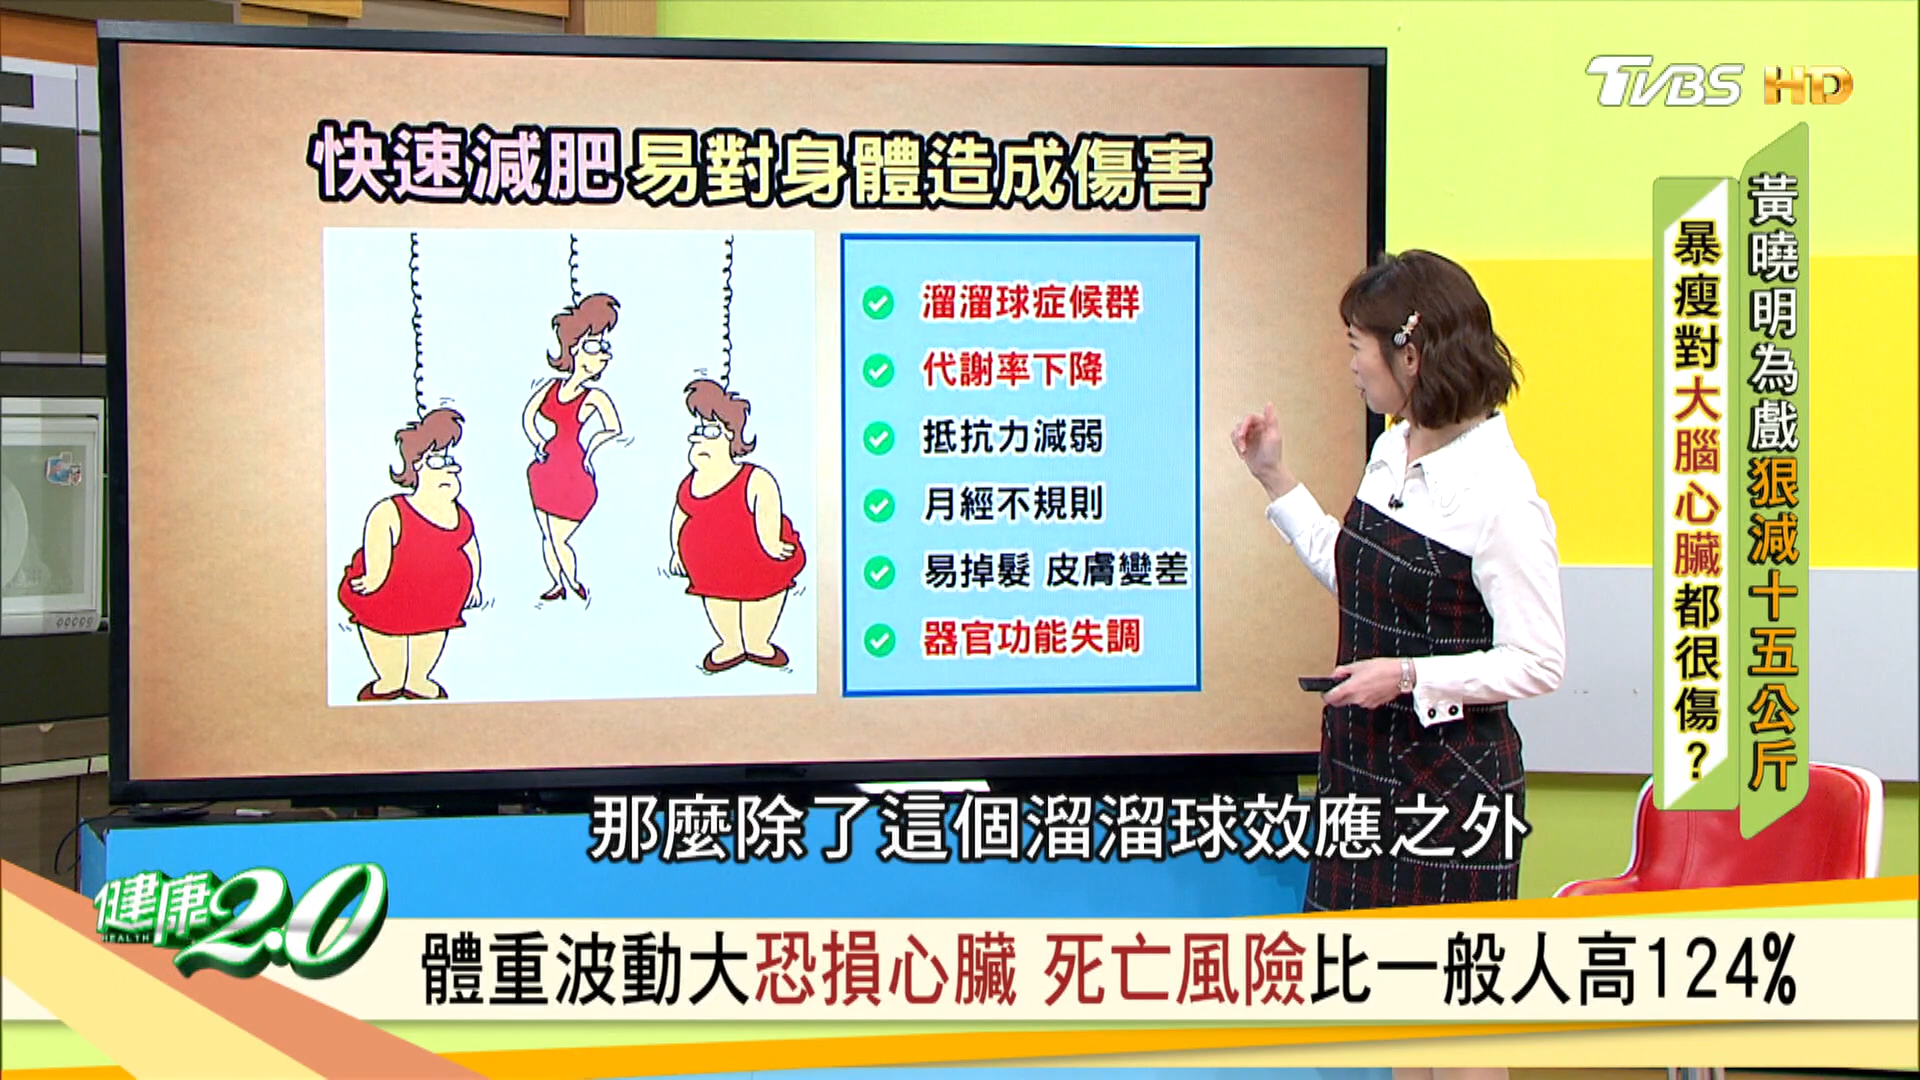 TVBS HD
快速減肥易對身體造成傷害
溜溜球症候群
代謝率下降
抵抗力減弱
月經不規則
易掉髮 皮膚變差
器官功能失調
黃曉明為戲狠減十五公斤
暴瘦對大腦心臟都很傷?
那麼除了這個溜溜球效應之外
健康2.0
HEALTH
體重波動大恐損心臟 死亡風險比一般人高124%